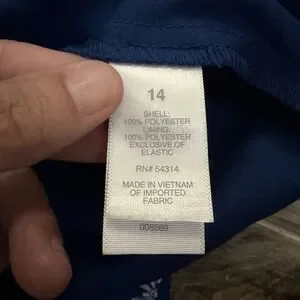 14
SHELL:
100% POLYESTER
LINING:
100% POLYESTER
EXCLUSIVE OF
ELASTIC
RN# 54314
MADE IN VIETNAM
OF IMPORTED
FABRIC
006569